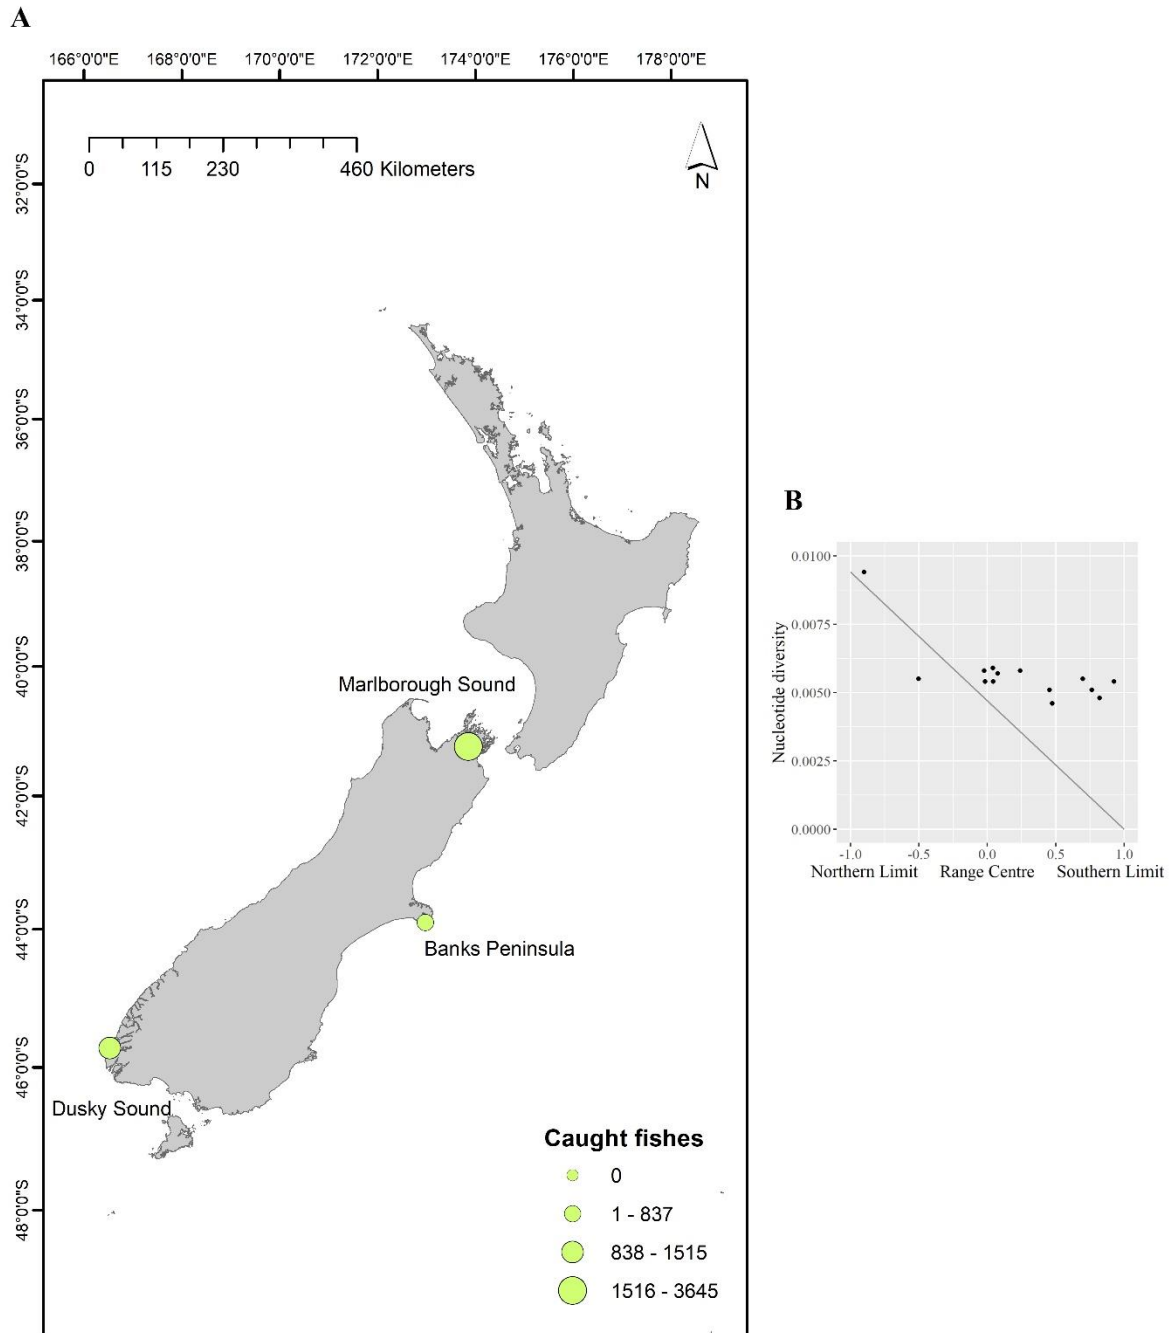 A
166°0'0"E 168°0'0"E 170°0'0"E 172°0'0"E 174°0'0"E 176°0'0"E 178°0'0"E
0 115 230 460 Kilometers
N
32°0'0"S
34°0'0"S
36°0'0"S
38°0'0"S
40°0'0"S
42°0'0"S
44°0'0"S
46°0'0"S
48°0'0"S
Marlborough Sound
Banks Peninsula
Dusky Sound
Caught fishes
0
1 - 837
838 - 1515
1516 - 3645
B
Nucleotide diversity
0.0100
0.0075
0.0050
0.0025
0.0000
-1.0 -0.5 0.0 0.5 1.0
Northern Limit Range Centre Southern Limit